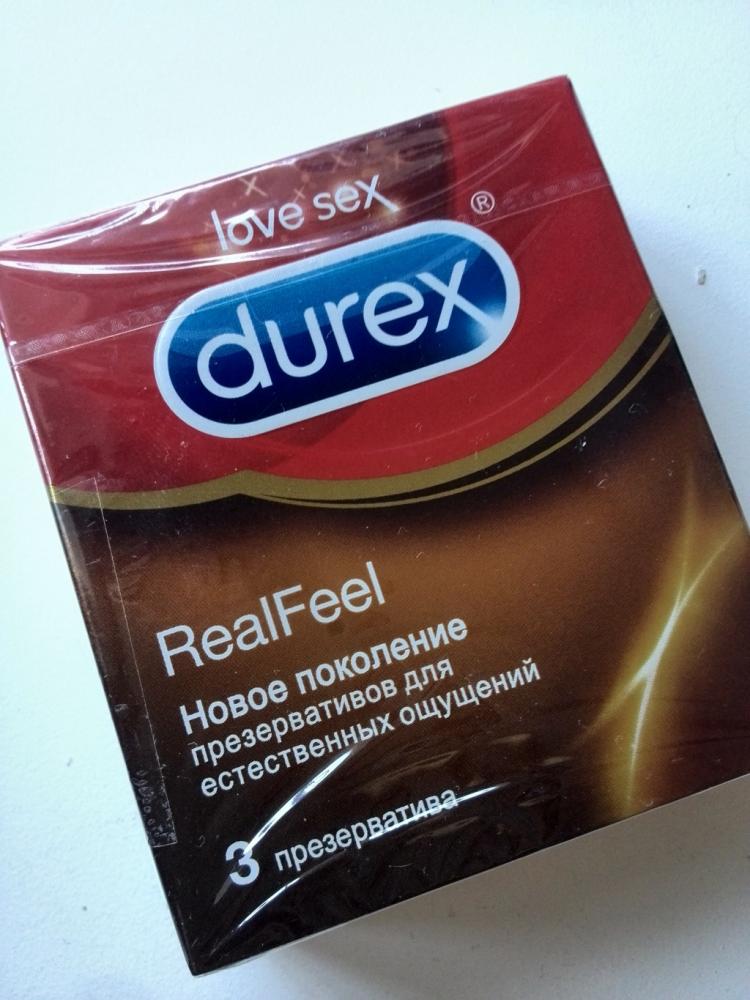 love sex
durex®
RealFeel
Новое поколение
презервативов для
естественных ощущений
3 презерватива